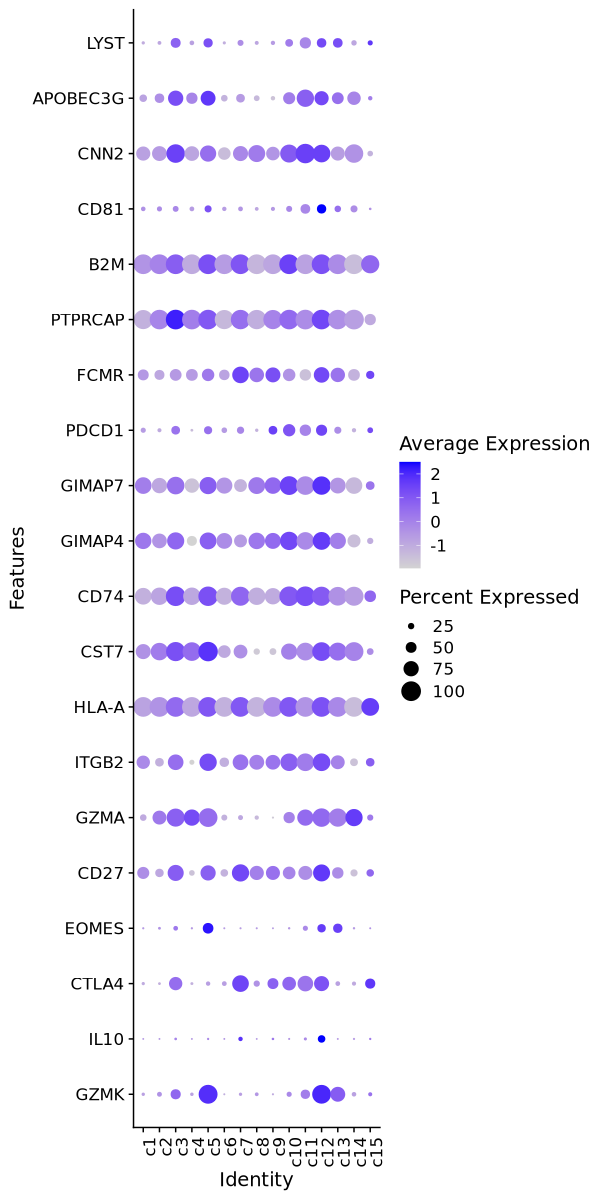 LYST
APOBEC3G
CNN2
CD81
B2M
PTPRCAP
FCMR
PDCD1
GIMAP7
GIMAP4
CD74
CST7
HLA-A
ITGB2
GZMA
CD27
EOMES
CTLA4
IL10
GZMK
Features
c1 c2 c3 c4 c5 c6 c7 c8 c9 c10 c11 c12 c13 c14 c15
Identity
Average Expression
2
1
0
-1
Percent Expressed
25
50
75
100